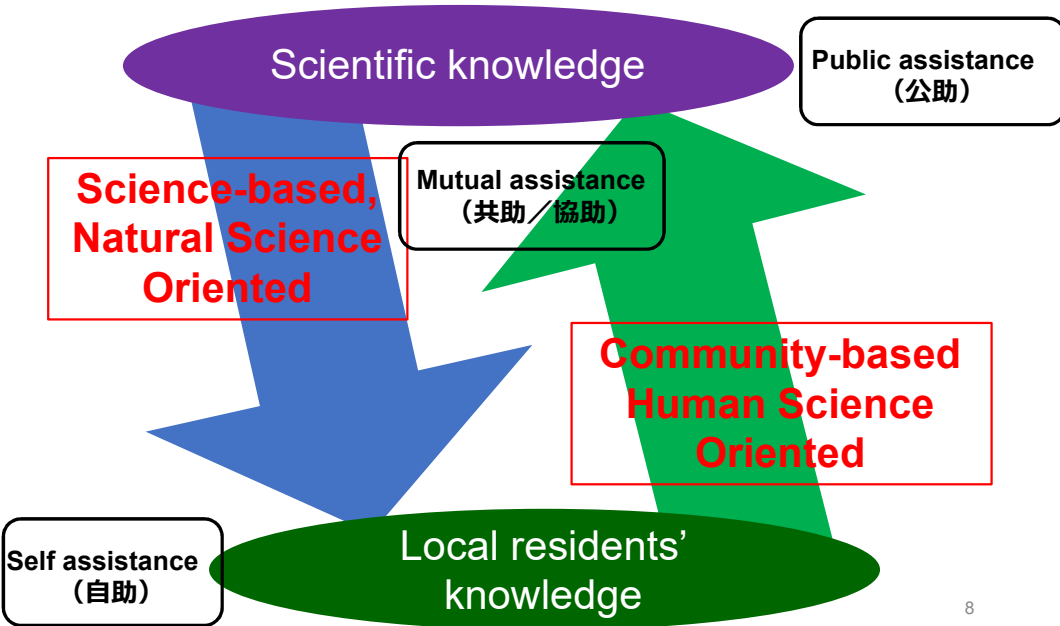 Scientific knowledge
Public assistance
（公助）
Science-based,
Natural Science
Oriented
Mutual assistance
（共助／協助）
Community-based
Human Science
Oriented
Self assistance
（自助）
Local residents’
knowledge
8